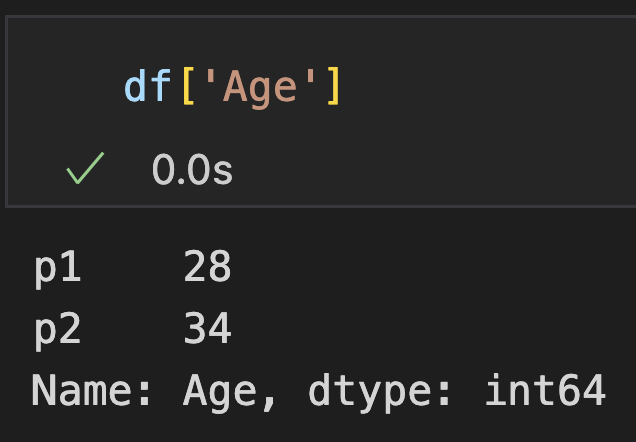 df['Age']
0.0s
p1    28
p2    34
Name: Age, dtype: int64